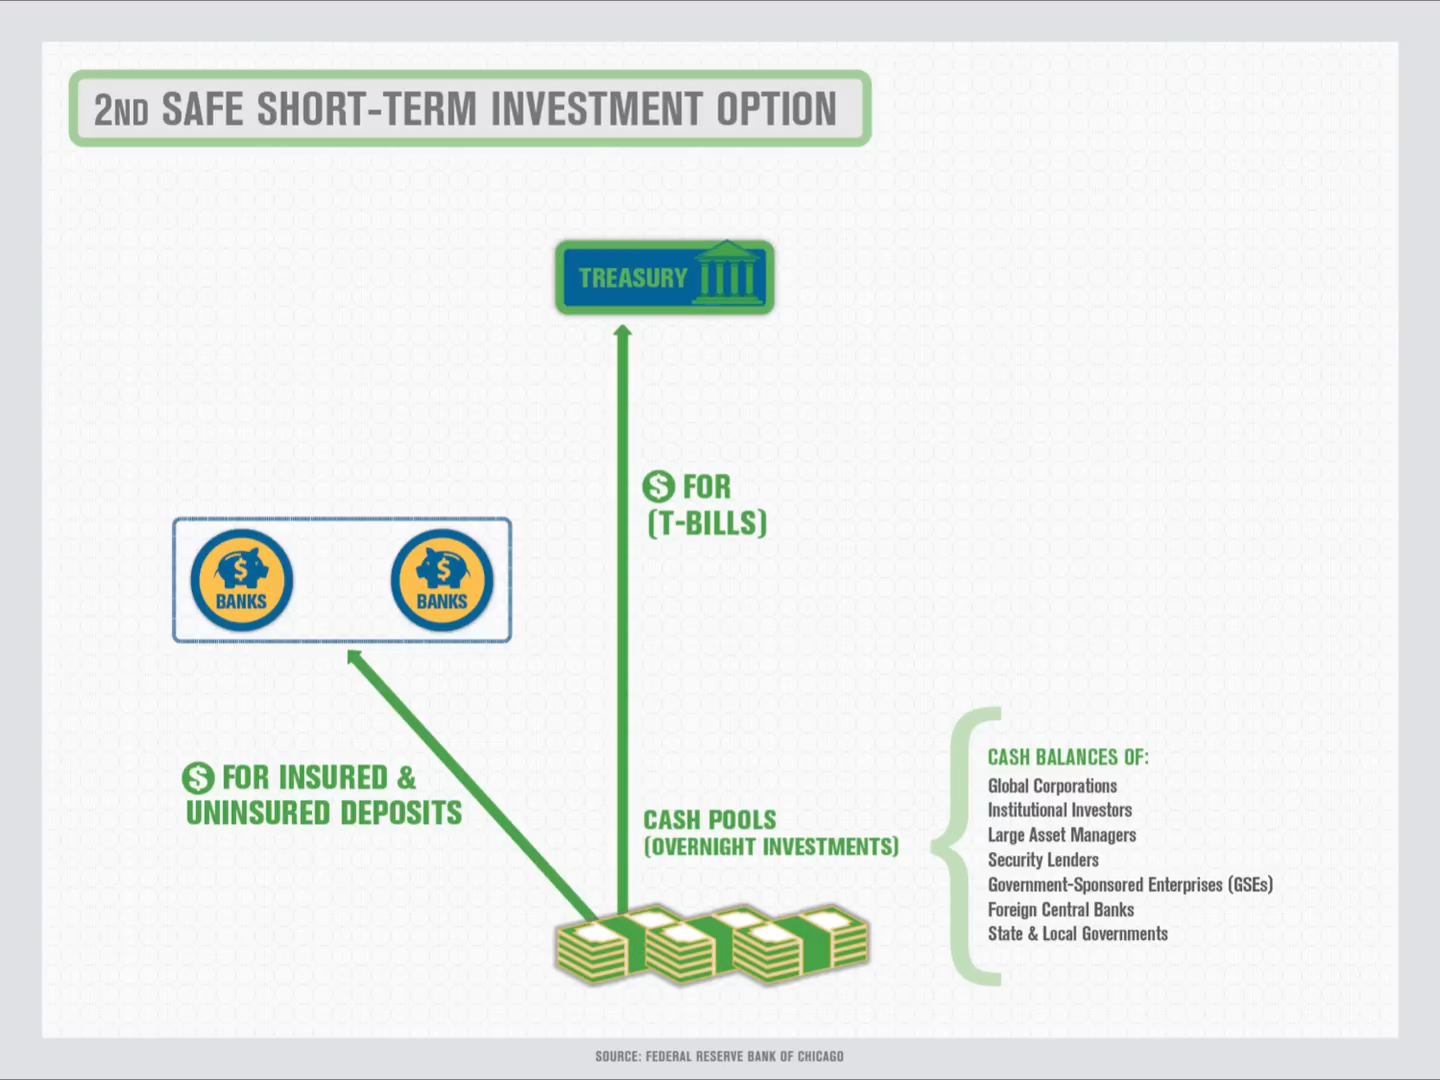 2ND SAFE SHORT-TERM INVESTMENT OPTION
TREASURY
$ FOR
(T-BILLS)
$
BANKS
$
BANKS
$ FOR INSURED &
UNINSURED DEPOSITS
CASH POOLS
(OVERNIGHT INVESTMENTS)
CASH BALANCES OF:
Global Corporations
Institutional Investors
Large Asset Managers
Security Lenders
Government-Sponsored Enterprises (GSEs)
Foreign Central Banks
State & Local Governments
SOURCE: FEDERAL RESERVE BANK OF CHICAGO